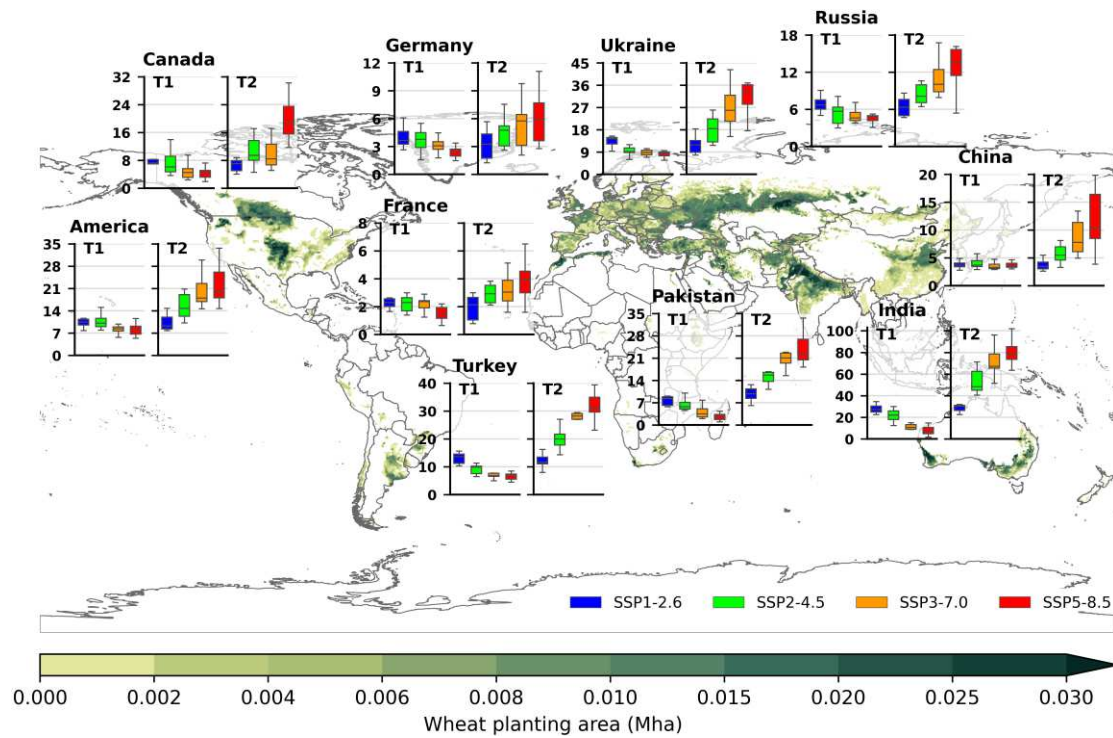 Russia
18
12
6
0
T1
T2
Canada
32
24
16
8
0
T1
T2
Germany
12
9
6
3
0
T1
T2
Ukraine
45
36
27
18
9
0
T1
T2
China
20
15
10
5
0
T1
T2
America
35
28
21
14
7
0
T1
T2
France
8
6
4
2
0
T1
T2
Pakistan
35
28
21
14
7
0
T1
T2
India
100
80
60
40
20
0
T1
T2
Turkey
40
30
20
10
0
T1
T2
SSP1-2.6 SSP2-4.5 SSP3-7.0 SSP5-8.5
0.000 0.002 0.004 0.006 0.008 0.010 0.015 0.020 0.025 0.030
Wheat planting area (Mha)